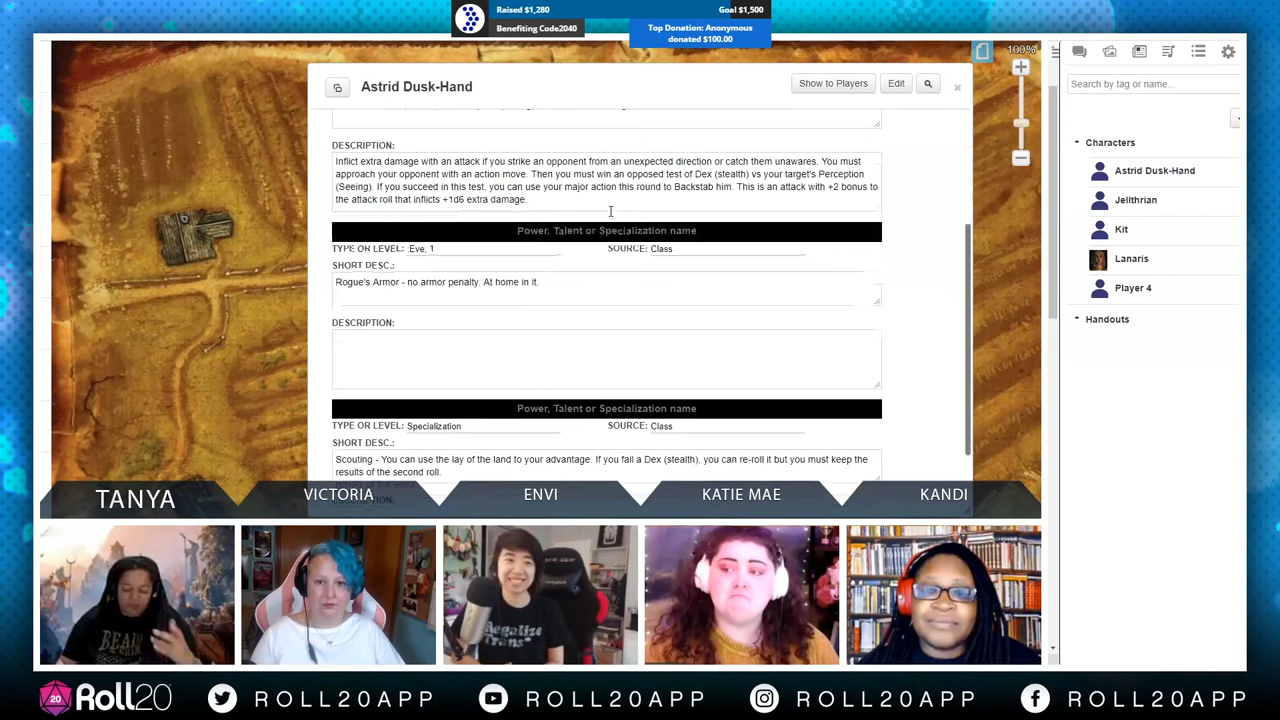 Raised $1,280
Goal $1,500
Benefiting Code2040
Top Donation: Anonymous
donated $100.00
100%
Astrid Dusk-Hand
Show to Players
Edit
Search by tag or name...
DESCRIPTION:
Inflict extra damage with an attack if you strike an opponent from an unexpected direction or catch them unawares. You must
approach your opponent with an action move. Then you must win an opposed test of Dex (stealth) vs your target's Perception
(Seeing). If you succeed in this test, you can use your major action this round to Backstab him. This is an attack with +2 bonus to
the attack roll that inflicts +1d6 extra damage.
Power, Talent or Specialization name
TYPE OR LEVEL: :Eve; 1
SOURCE: Class
SHORT DESC.:
Rogue's Armor - no armor penalty. At home in it.
DESCRIPTION:
Power, Talent or Specialization name
TYPE OR LEVEL: Specialization
SOURCE: Class
SHORT DESC.:
Scouting - You can use the lay of the land to your advantage. If you fail a Dex (stealth), you can re-roll it but you must keep the
results of the second roll.
DESCRIPTION:
Characters
Astrid Dusk-Hand
Jellthrian
Kit
Lanaris
Player 4
Handouts
TANYA
VICTORIA
ENVI
KATIE MAE
KANDI
Legalize
Trans
20
Roll20
ROLL20APP
ROLL20APP
ROLL20APP
ROLL20APP